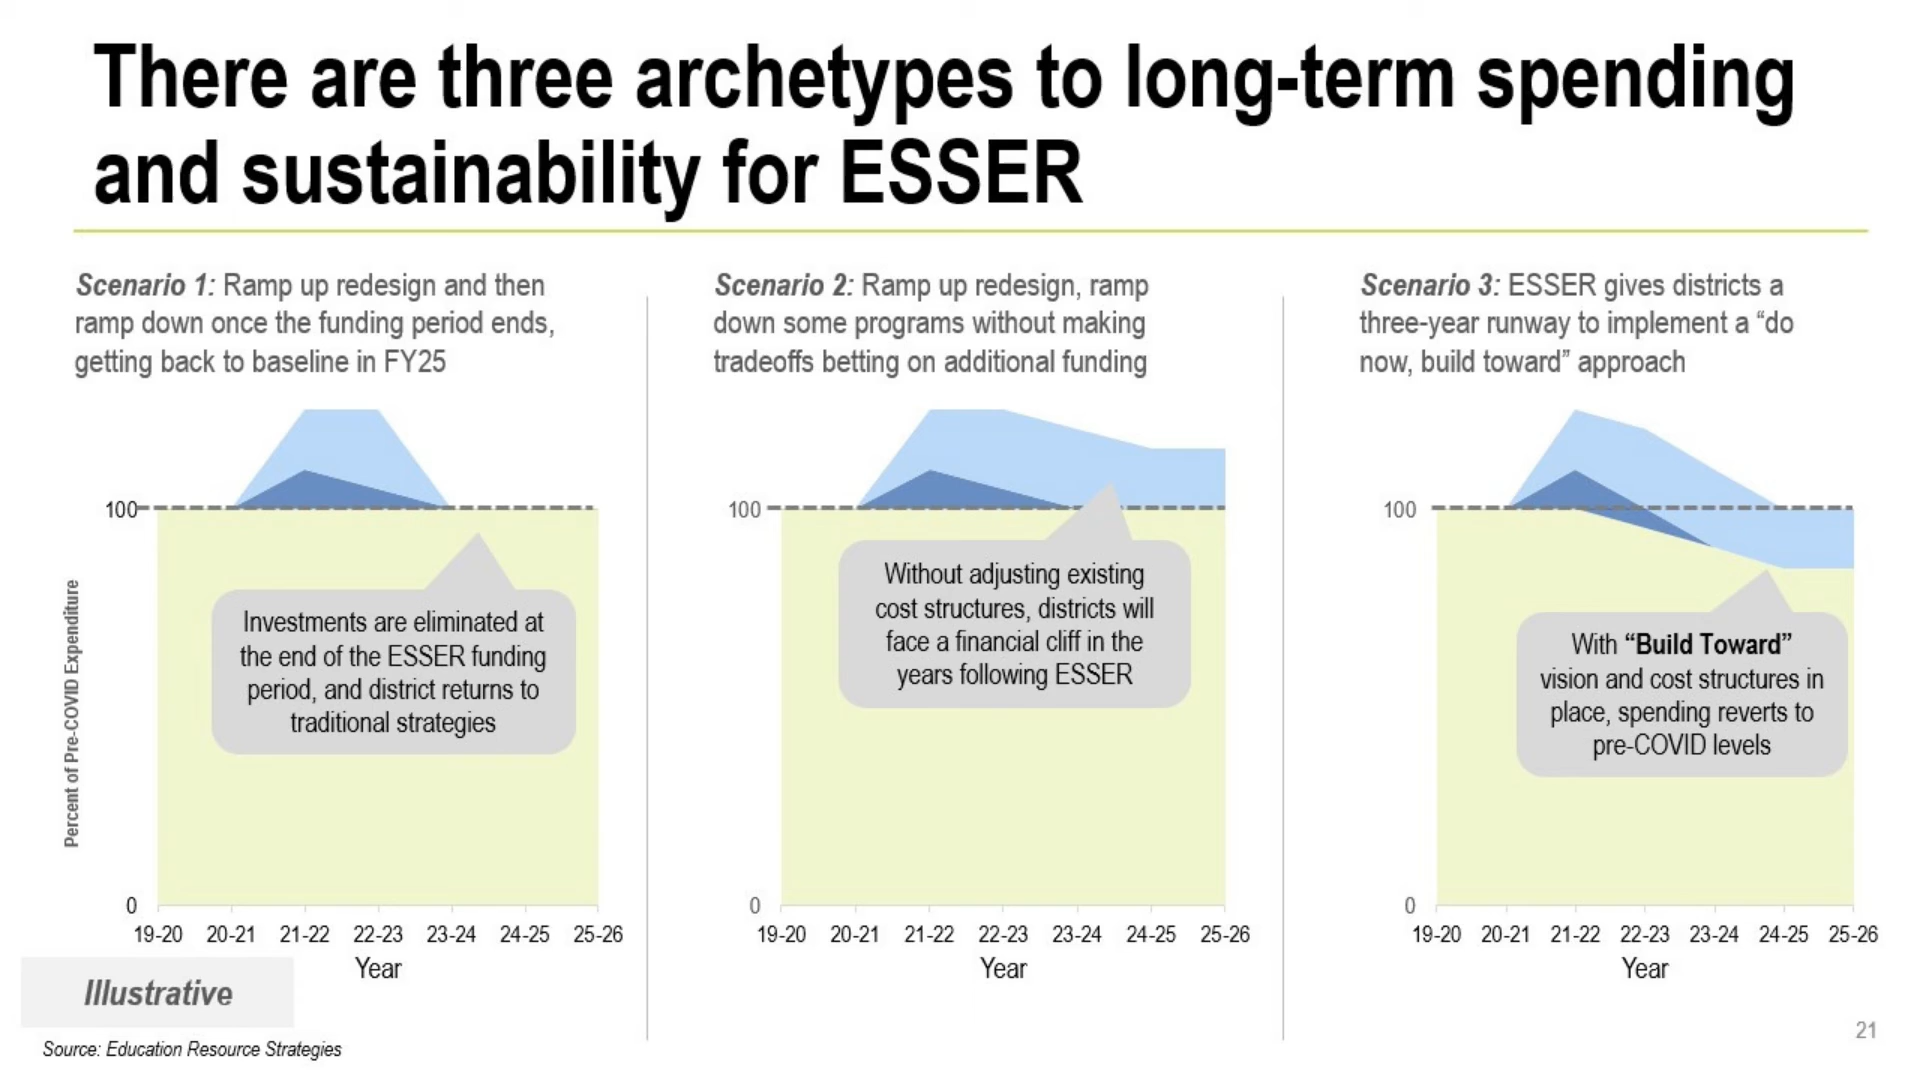 There are three archetypes to long-term spending
and sustainability for ESSER
Scenario 1: Ramp up redesign and then
ramp down once the funding period ends,
getting back to baseline in FY25
Scenario 2: Ramp up redesign, ramp
down some programs without making
tradeoffs betting on additional funding
Scenario 3: ESSER gives districts a
three-year runway to implement a “do
now, build toward” approach
Percent of Pre-COVID Expenditure
100
Investments are eliminated at
the end of the ESSER funding
period, and district returns to
traditional strategies
0
19-20 20-21 21-22 22-23 23-24 24-25 25-26
Year
100
Without adjusting existing
cost structures, districts will
face a financial cliff in the
years following ESSER
0
19-20 20-21 21-22 22-23 23-24 24-25 25-26
Year
100
With “Build Toward”
vision and cost structures in
place, spending reverts to
pre-COVID levels
0
19-20 20-21 21-22 22-23 23-24 24-25 25-26
Year
Illustrative
Source: Education Resource Strategies
21